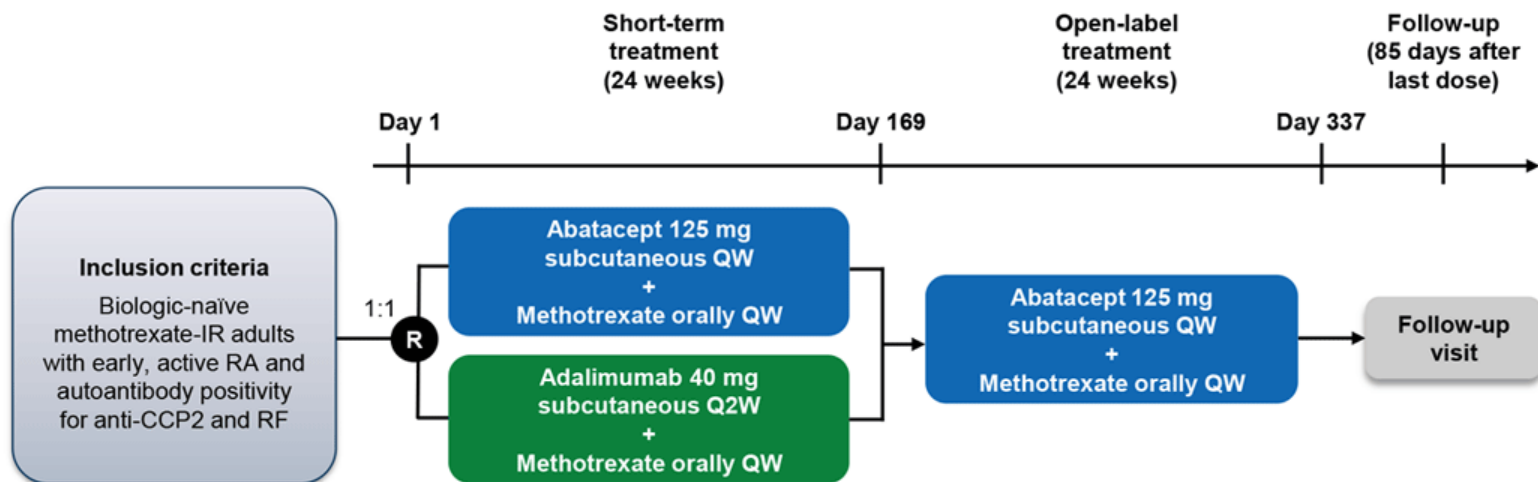 Short-term
treatment
(24 weeks)
Open-label
treatment
(24 weeks)
Follow-up
(85 days after
last dose)
Day 1
Day 169
Day 337
Inclusion criteria
Biologic-naïve
methotrexate-IR adults
with early, active RA and
autoantibody positivity
for anti-CCP2 and RF
1:1
R
Abatacept 125 mg
subcutaneous QW
+
Methotrexate orally QW
Adalimumab 40 mg
subcutaneous Q2W
+
Methotrexate orally QW
Abatacept 125 mg
subcutaneous QW
+
Methotrexate orally QW
Follow-up
visit